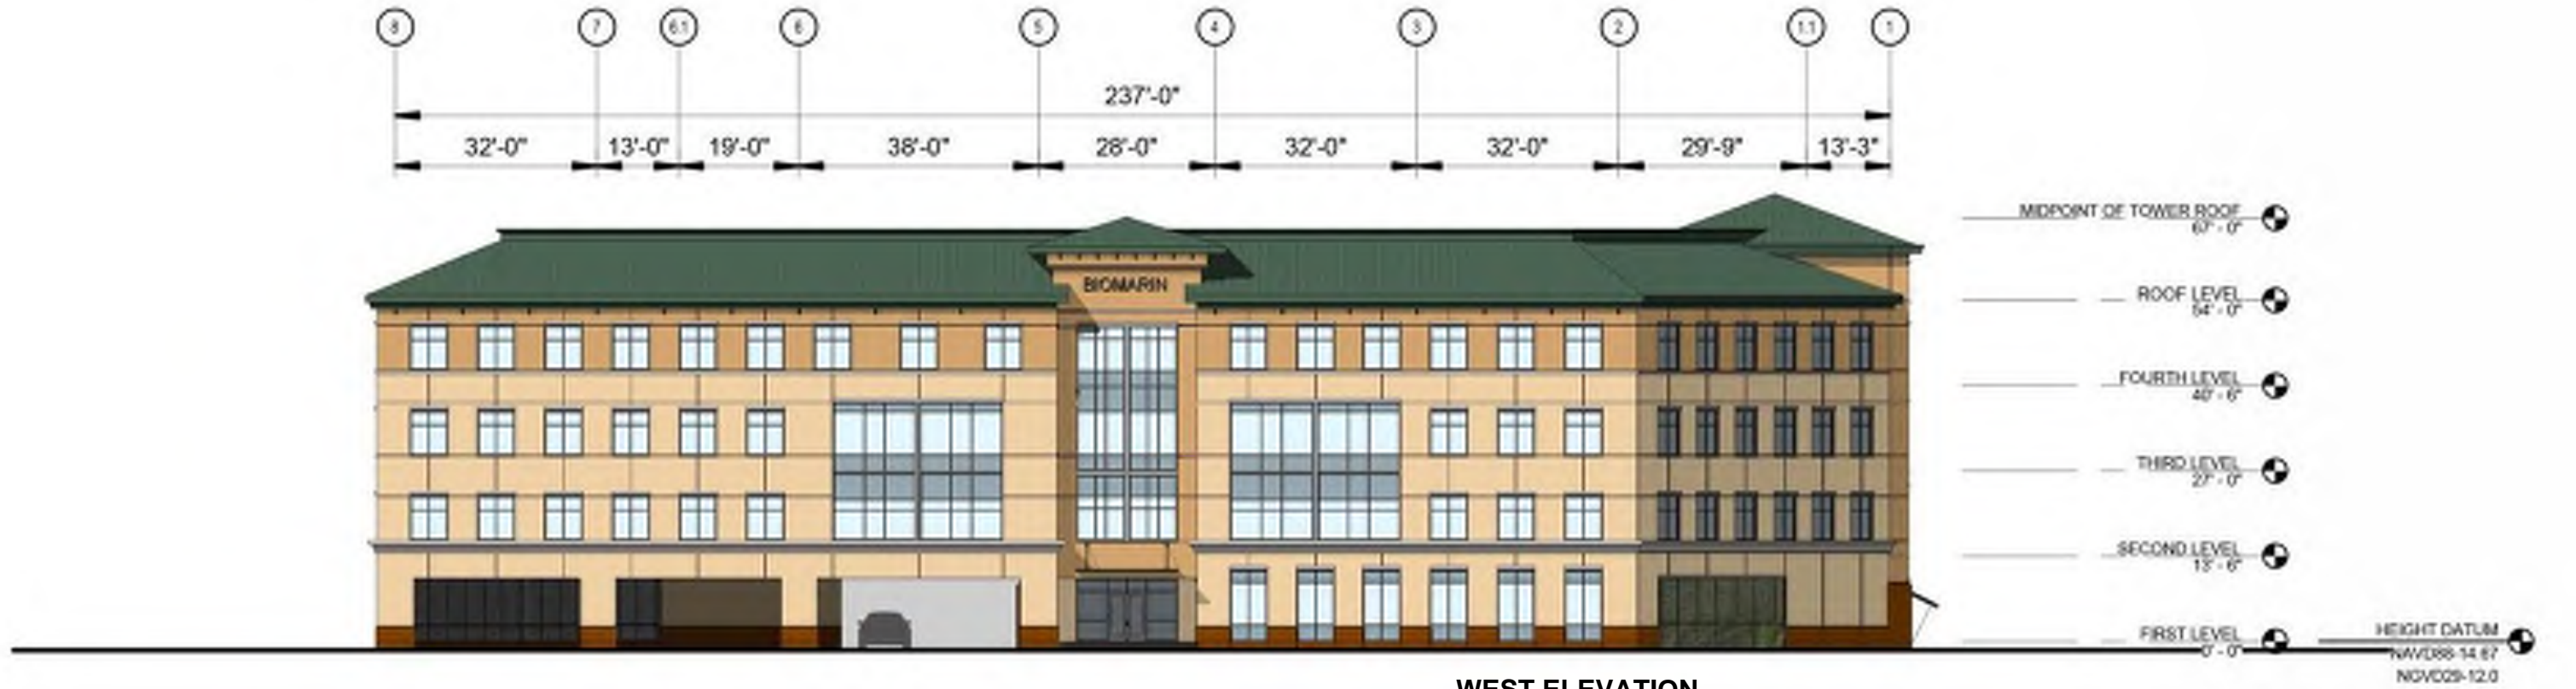 8 7 6.1 6 5 4 3 2 1.1 1
237'-0"
32'-0" 13'-0" 19'-0" 38'-0" 28'-0" 32'-0" 32'-0" 29'-9" 13'-3"
MIDPOINT OF TOWER ROOF
67' - 0"
BIOMARIN
ROOF LEVEL
54' - 0"
FOURTH LEVEL
40' - 6"
THIRD LEVEL
27' - 0"
SECOND LEVEL
13' - 6"
FIRST LEVEL
0' - 0"
HEIGHT DATUM
NAVD88-14.67
NGVD29-12.0
WEST ELEVATION